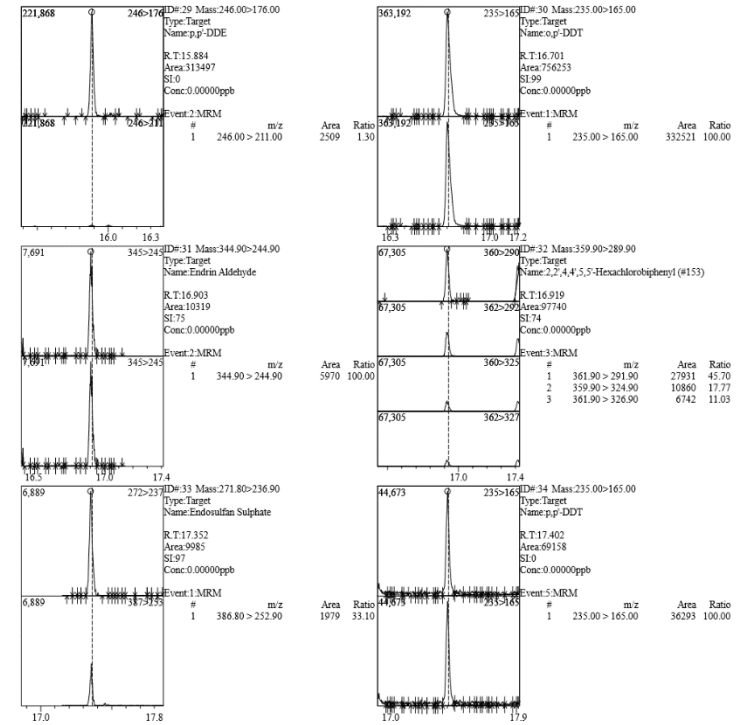 221,868 246>176
221,868 246>211
16.0 16.3
ID#:29 Mass:246.00>176.00
Type:Target
Name:p,p'-DDE
R.T:15.884
Area:313497
SI:0
Conc:0.00000ppb
Event:2:MRM
# m/z Area Ratio
1 246.00 > 211.00 2509 1.30
363,192 235>165
363,192 235>165
16.3 17.0 17.2
ID#:30 Mass:235.00>165.00
Type:Target
Name:o,p'-DDT
R.T:16.701
Area:756253
SI:99
Conc:0.00000ppb
Event:1:MRM
# m/z Area Ratio
1 235.00 > 165.00 332521 100.00
7,691 345>245
7,691 345>245
16.5 17.0 17.4
ID#:31 Mass:344.90>244.90
Type:Target
Name:Endrin Aldehyde
R.T:16.903
Area:10319
SI:75
Conc:0.00000ppb
Event:2:MRM
# m/z Area Ratio
1 344.90 > 244.90 5970 100.00
67,305 360>290
67,305 362>292
67,305 360>325
67,305 362>327
17.0 17.4
ID#:32 Mass:359.90>289.90
Type:Target
Name:2,2',4,4',5,5'-Hexachlorobiphenyl (#153)
R.T:16.919
Area:97740
SI:74
Conc:0.00000ppb
Event:3:MRM
# m/z Area Ratio
1 361.90 > 291.90 27931 45.70
2 359.90 > 324.90 10860 17.77
3 361.90 > 326.90 6742 11.03
6,889 272>237
6,889 387>253
17.0 17.8
ID#:33 Mass:271.80>236.90
Type:Target
Name:Endosulfan Sulphate
R.T:17.352
Area:9985
SI:97
Conc:0.00000ppb
Event:1:MRM
# m/z Area Ratio
1 386.80 > 252.90 1979 33.10
44,673 235>165
44,673 235>165
17.0 17.9
ID#:34 Mass:235.00>165.00
Type:Target
Name:p,p'-DDT
R.T:17.402
Area:69158
SI:0
Conc:0.00000ppb
Event:5:MRM
# m/z Area Ratio
1 235.00 > 165.00 36293 100.00